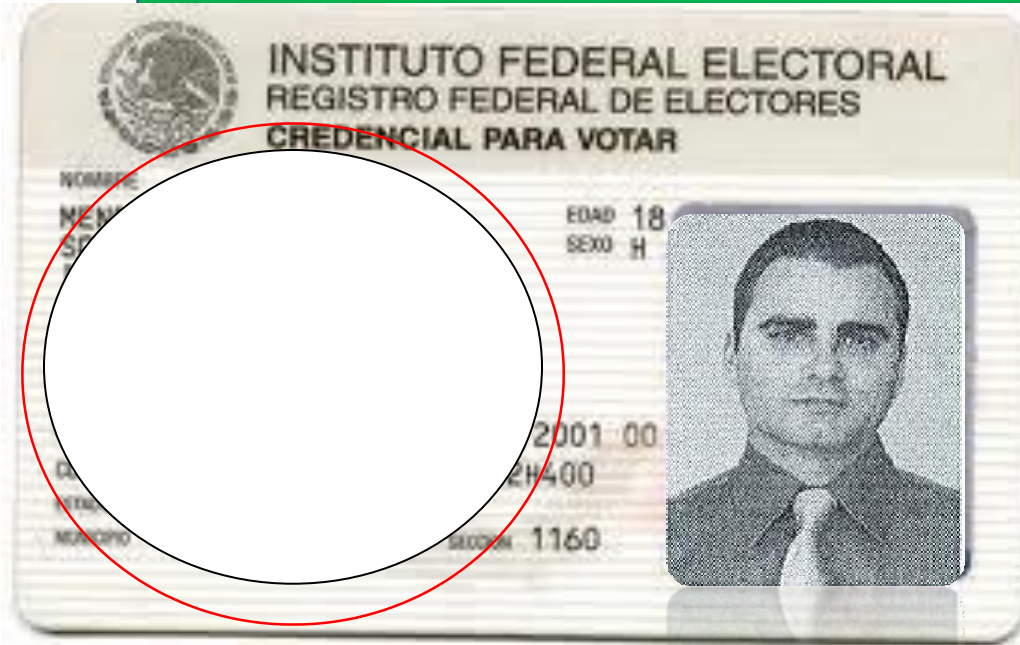 INSTITUTO FEDERAL ELECTORAL
REGISTRO FEDERAL DE ELECTORES
CREDENCIAL PARA VOTAR
NOMBRE
EDAD 18
SEXO H
2001 00
2H400
MUNICIPIO SECCION 1160